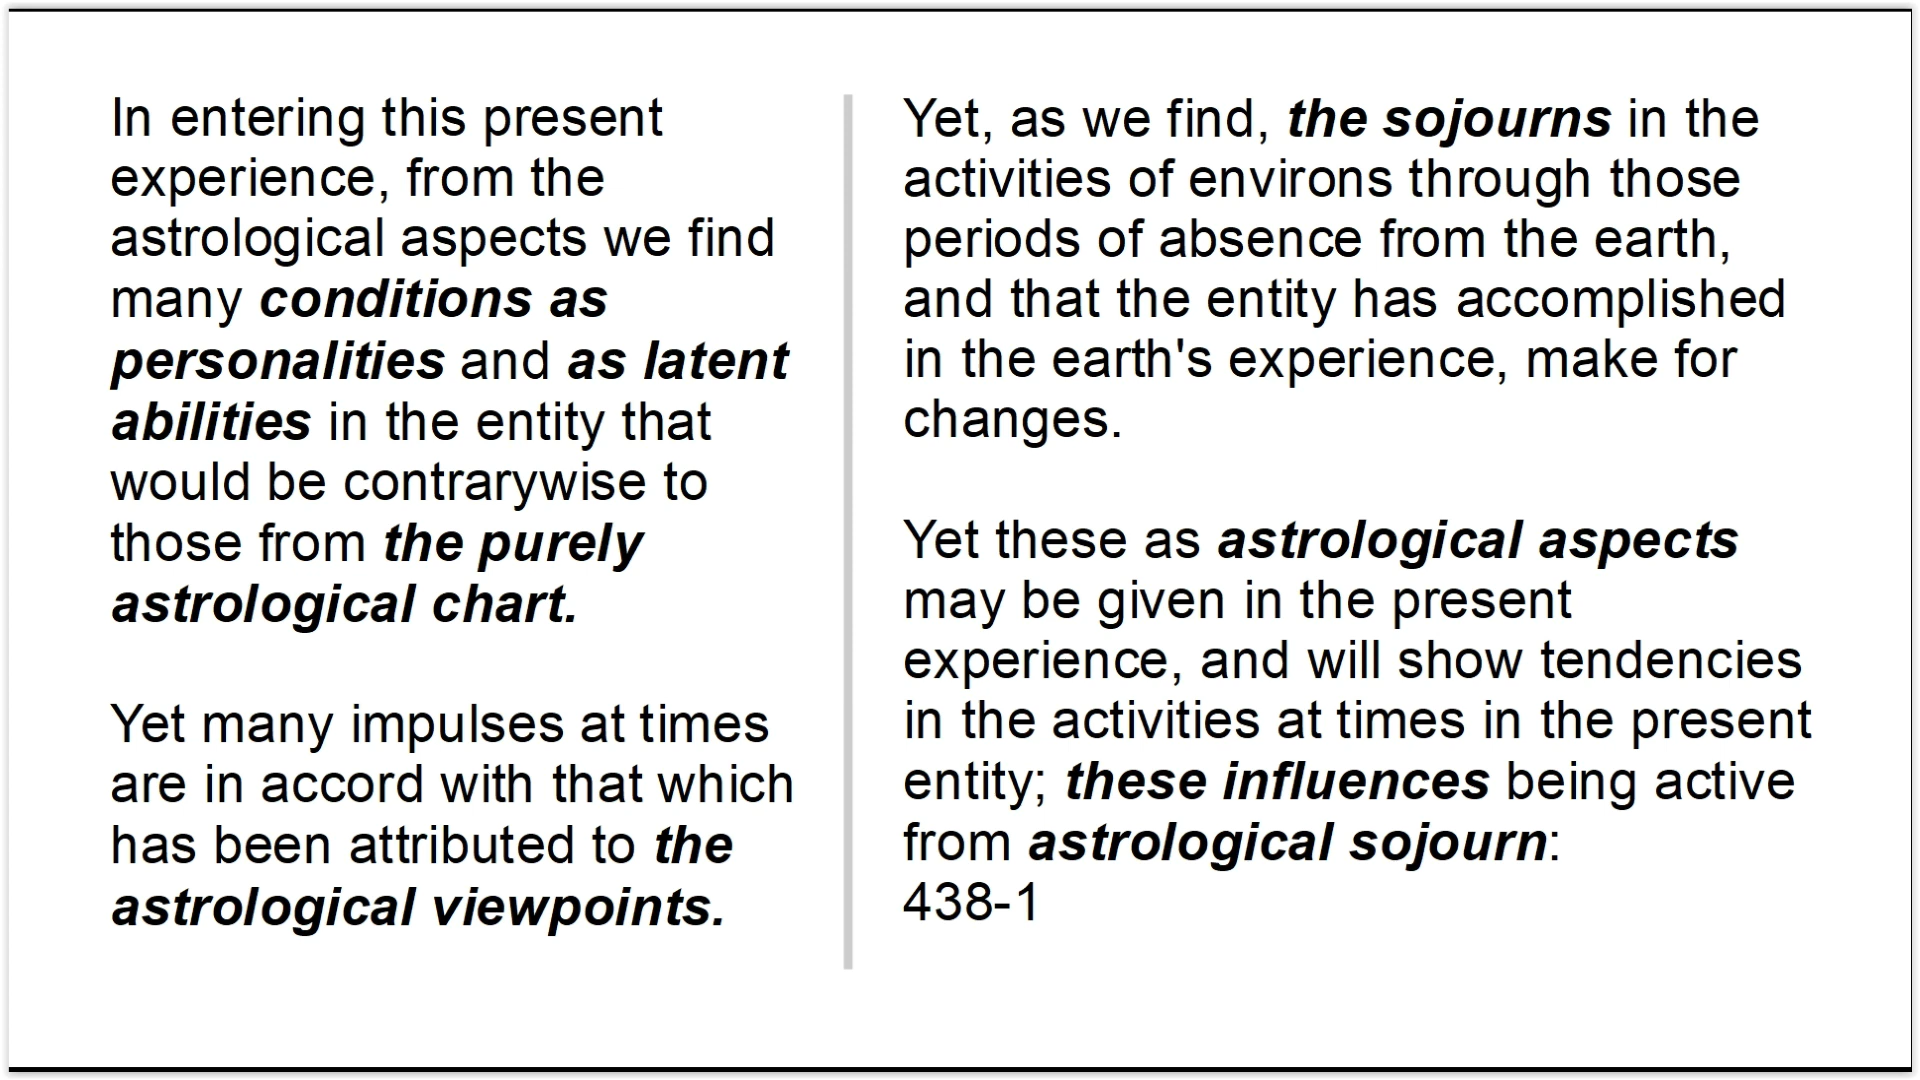 In entering this present
experience, from the
astrological aspects we find
many conditions as
personalities and as latent
abilities in the entity that
would be contrarywise to
those from the purely
astrological chart.
Yet many impulses at times
are in accord with that which
has been attributed to the
astrological viewpoints.
Yet, as we find, the sojourns in the
activities of environs through those
periods of absence from the earth,
and that the entity has accomplished
in the earth's experience, make for
changes.
Yet these as astrological aspects
may be given in the present
experience, and will show tendencies
in the activities at times in the present
entity; these influences being active
from astrological sojourn:
438-1